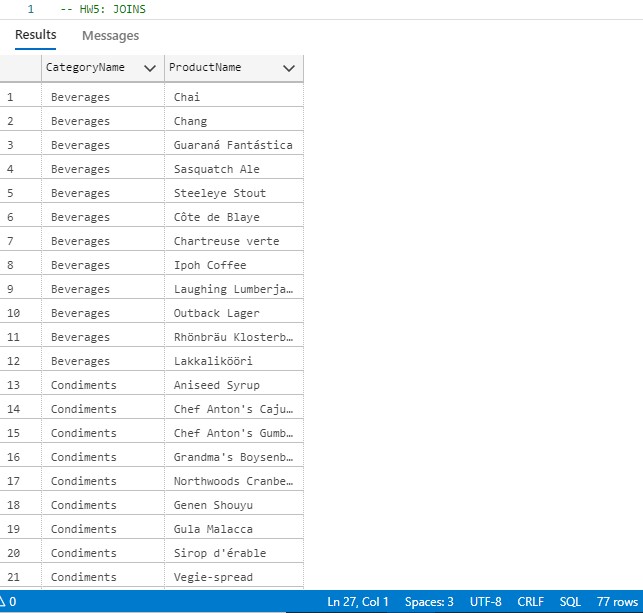 1 -- HW5: JOINS
Results Messages
CategoryName ProductName
1 Beverages Chai
2 Beverages Chang
3 Beverages Guaraná Fantástica
4 Beverages Sasquatch Ale
5 Beverages Steeleye Stout
6 Beverages Côte de Blaye
7 Beverages Chartreuse verte
8 Beverages Ipoh Coffee
9 Beverages Laughing Lumberja…
10 Beverages Outback Lager
11 Beverages Rhönbräu Klosterb…
12 Beverages Lakkalikööri
13 Condiments Aniseed Syrup
14 Condiments Chef Anton's Caju…
15 Condiments Chef Anton's Gumb…
16 Condiments Grandma's Boysenb…
17 Condiments Northwoods Cranbe…
18 Condiments Genen Shouyu
19 Condiments Gula Malacca
20 Condiments Sirop d'érable
21 Condiments Vegie-spread
0 Ln 27, Col 1 Spaces: 3 UTF-8 CRLF SQL 77 rows